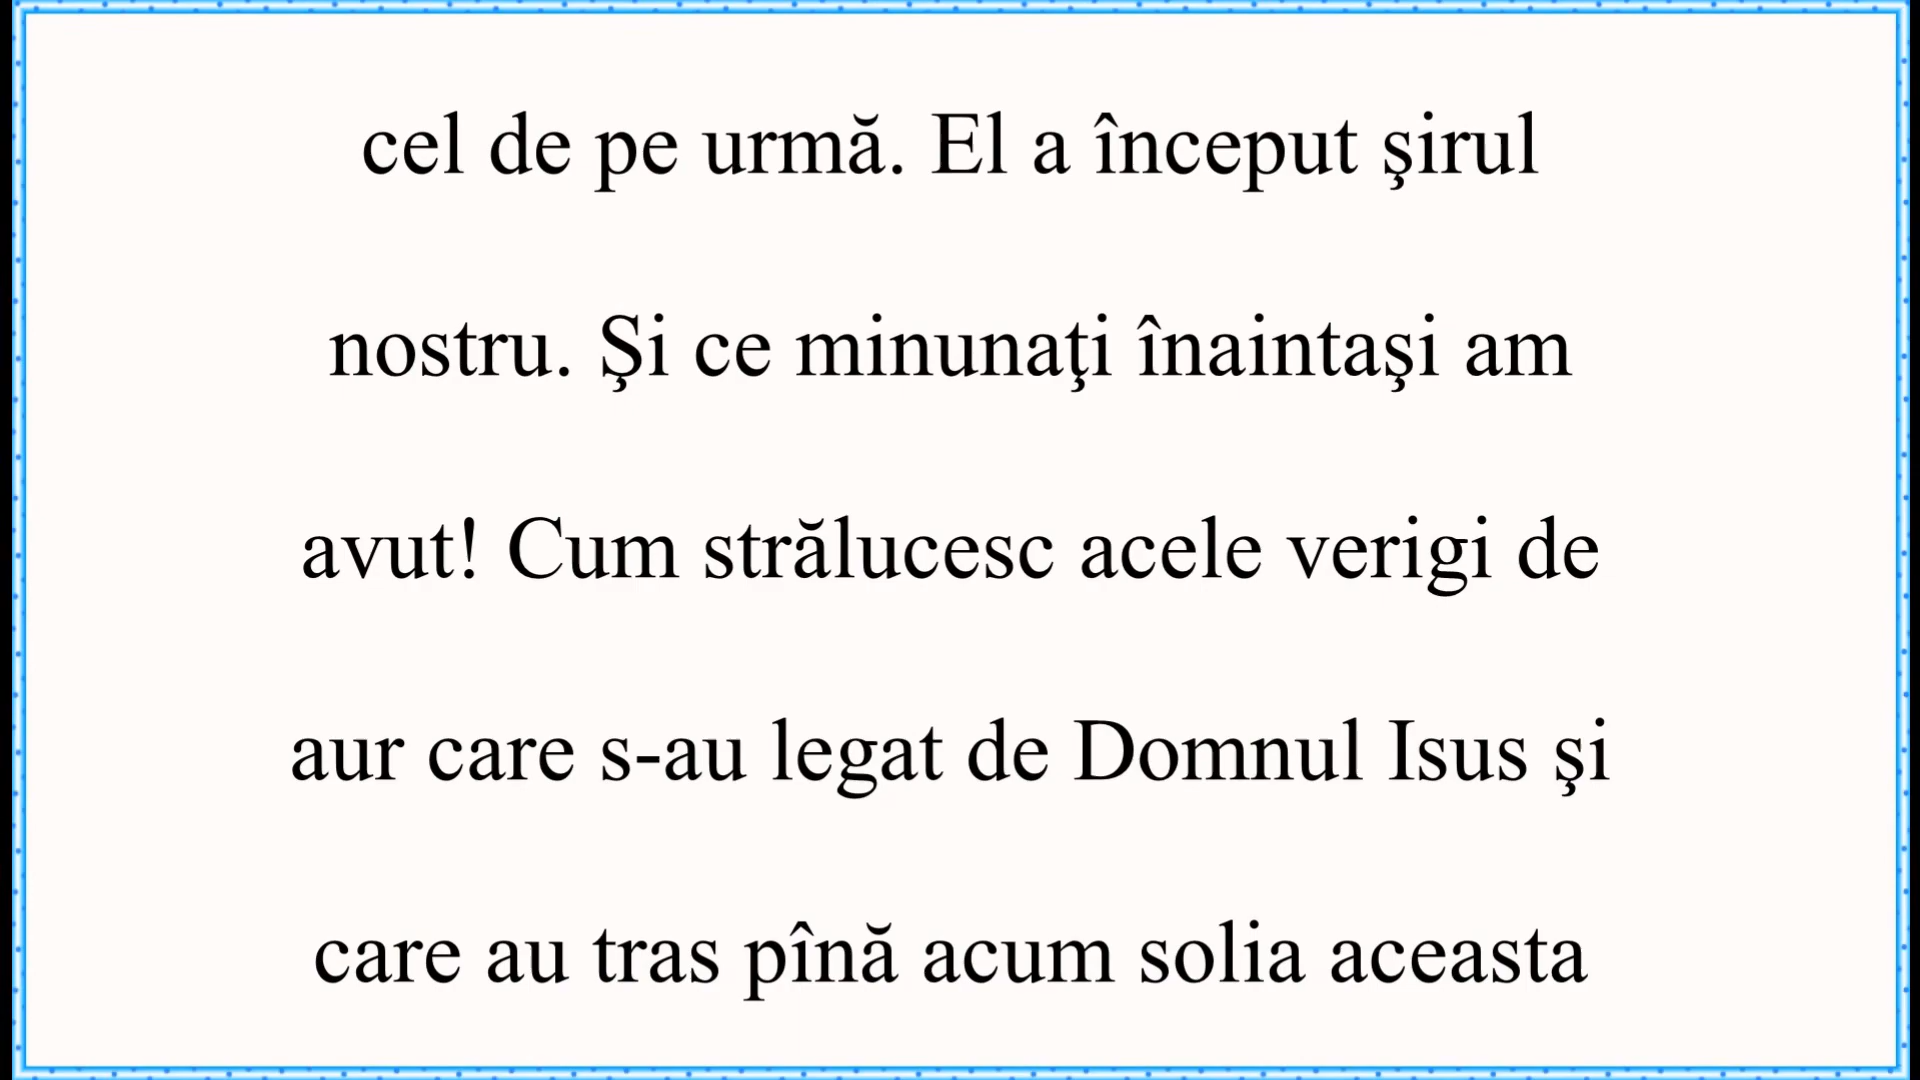 cel de pe urmă. El a început şirul
nostru. Şi ce minunaţi înaintaşi am
avut! Cum strălucesc acele verigi de
aur care s-au legat de Domnul Isus şi
care au tras pînă acum solia aceasta